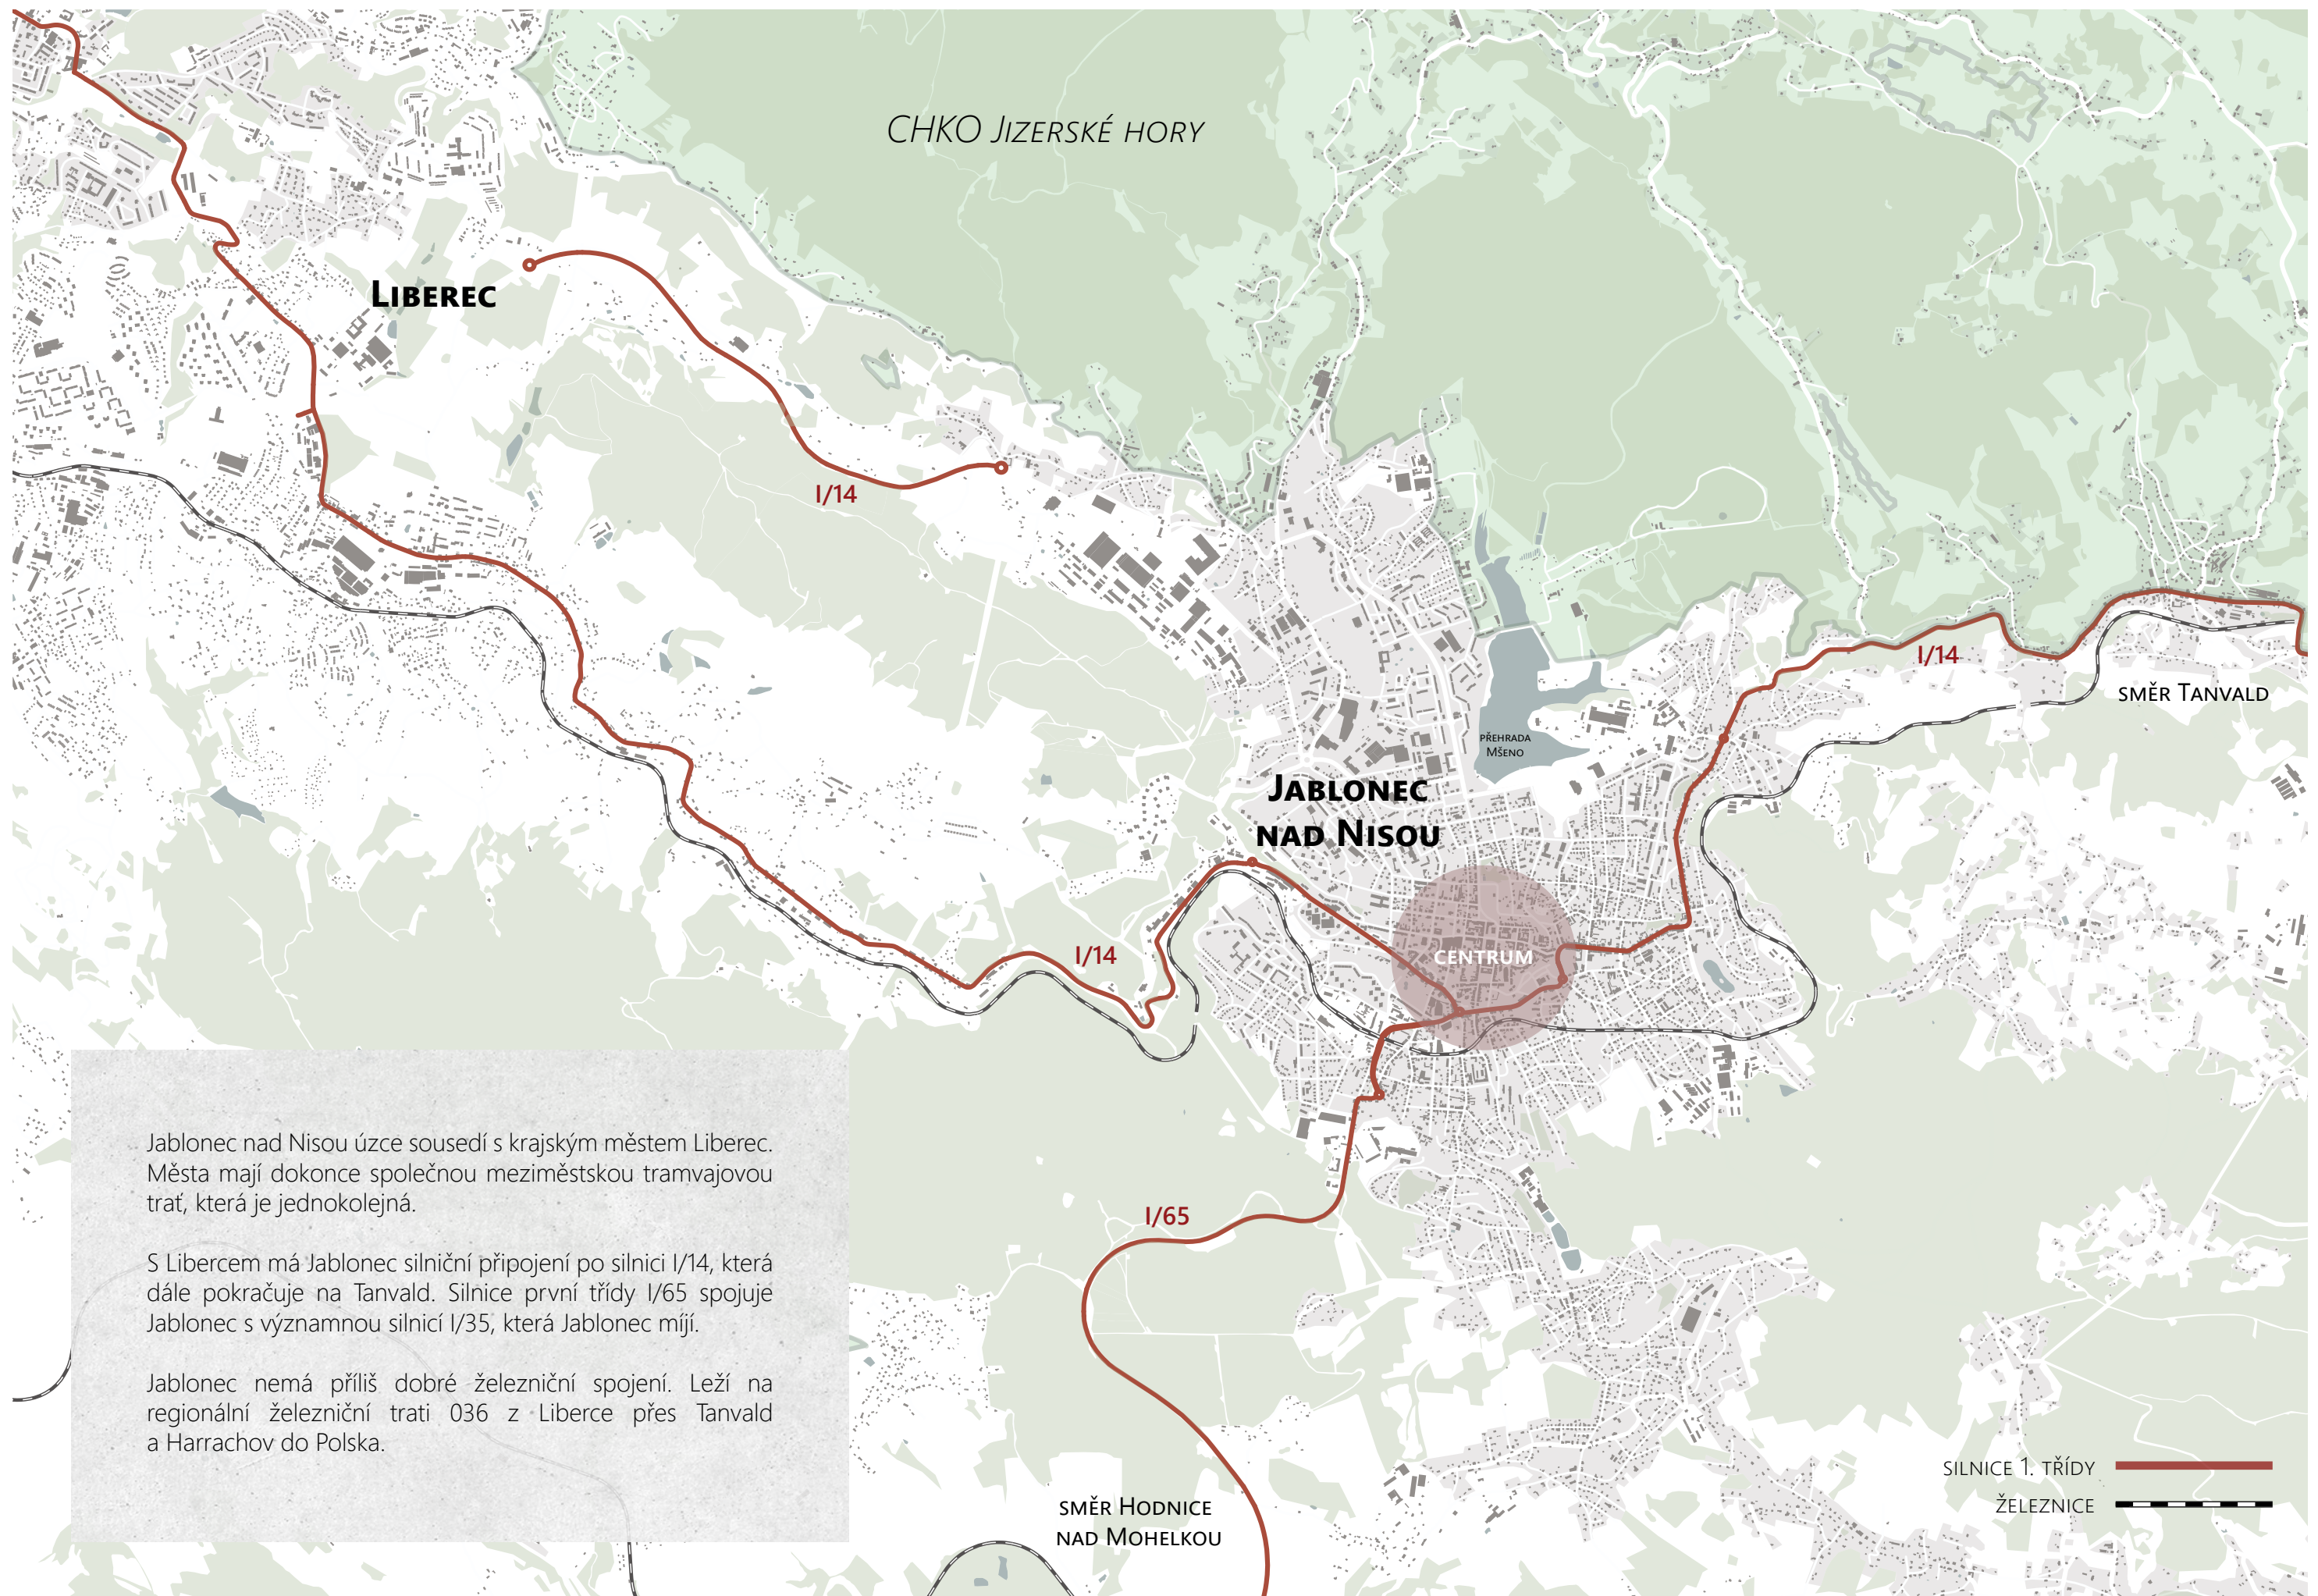 CHKO Jizerské hory
Liberec
I/14
I/14
směr Tanvald
přehrada
Mšeno
Jablonec
nad Nisou
I/14
centrum
Jablonec nad Nisou úzce sousedí s krajským městem Liberec.
Města mají dokonce společnou meziměstskou tramvajovou
trať, která je jednokolejná.
I/65
S Libercem má Jablonec silniční připojení po silnici I/14, která
dále pokračuje na Tanvald. Silnice první třídy I/65 spojuje
Jablonec s významnou silnicí I/35, která Jablonec míjí.
Jablonec nemá příliš dobré železniční spojení. Leží na
regionální železniční trati 036 z Liberce přes Tanvald
a Harrachov do Polska.
silnice 1. třídy
železnice
směr Hodnice
nad Mohelkou